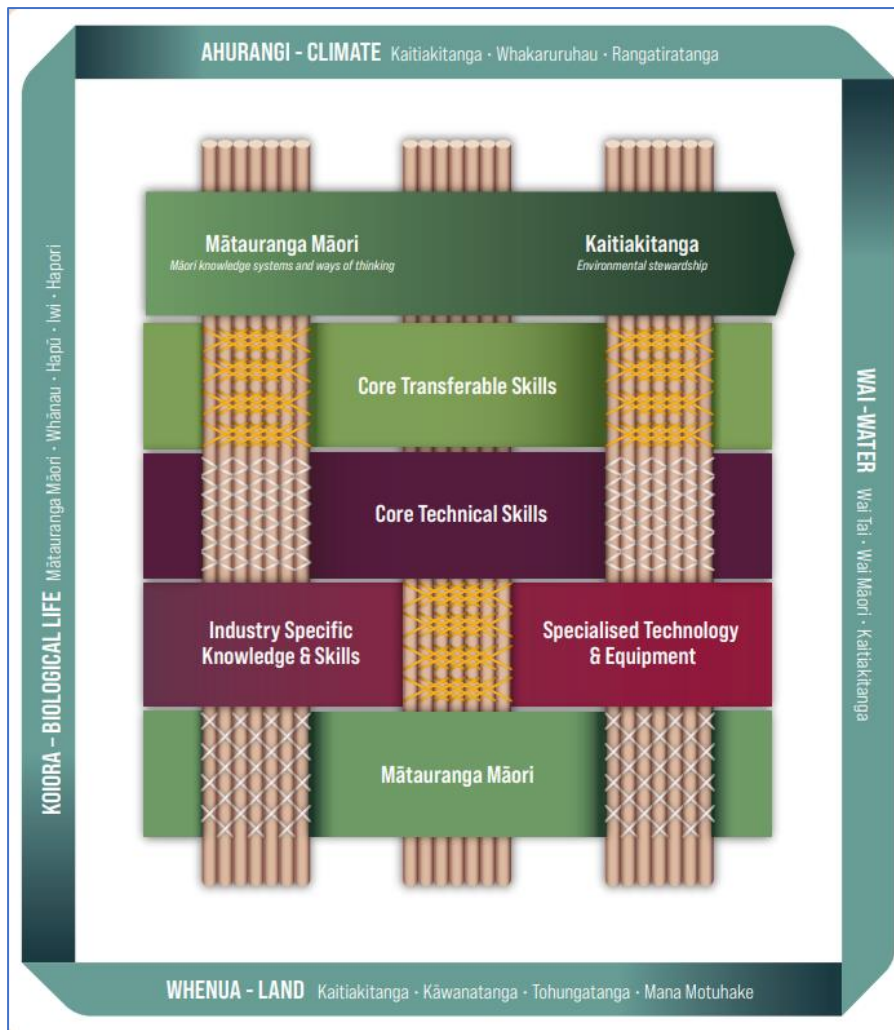 AHURANGI - CLIMATE Kaitiakitanga · Whakaruruhau · Rangatiratanga
Mātauranga Māori
Māori knowledge systems and ways of thinking
Kaitiakitanga
Environmental stewardship
Core Transferable Skills
Core Technical Skills
Industry Specific
Knowledge & Skills
Specialised Technology
& Equipment
Mātauranga Māori
KOIORA – BIOLOGICAL LIFE Mātauranga Māori · Whānau · Hapū · Iwi · Hapori
WAI -WATER Wai Tai · Wai Māori · Kaitiakitanga
WHENUA - LAND Kaitiakitanga · Kāwanatanga · Tohungatanga · Mana Motuhake